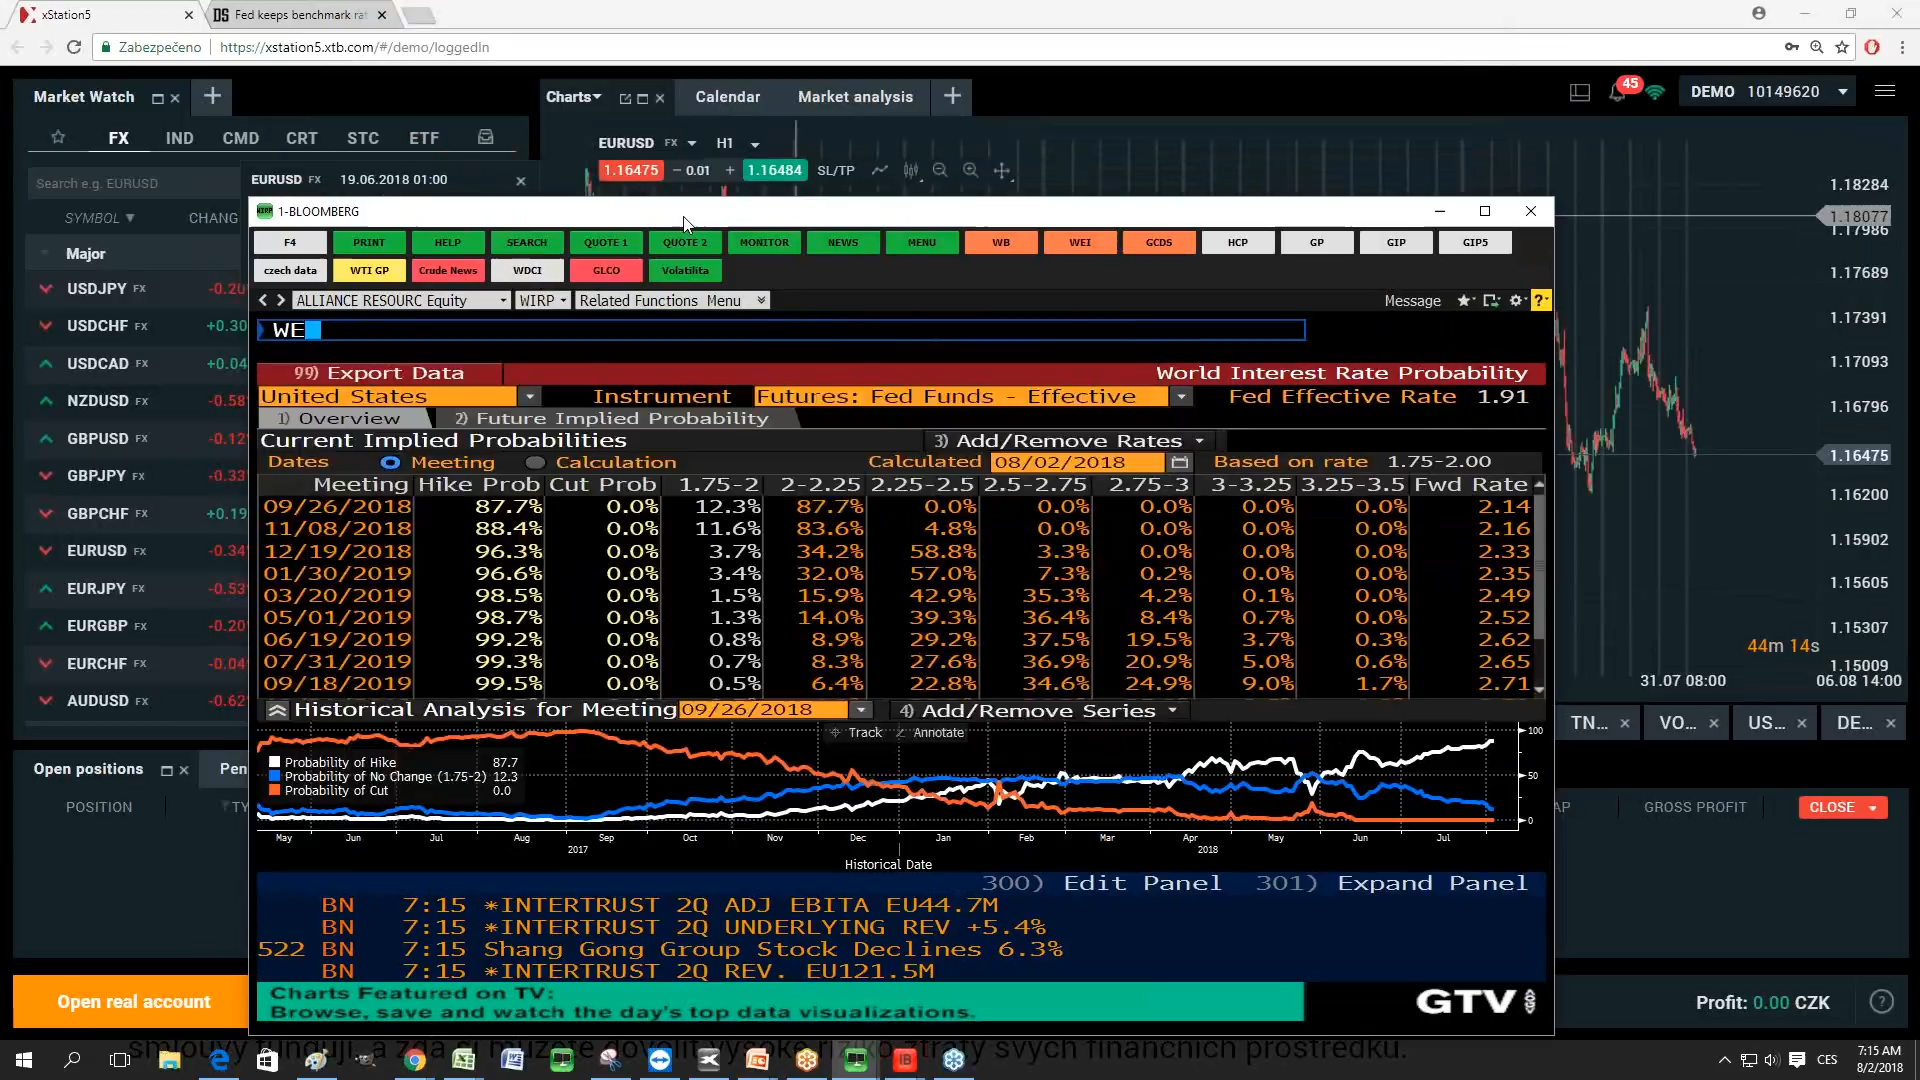 xStation5
Fed keeps benchmark rat
Zabezpečeno
https://xstation5.xtb.com/#/demo/loggedIn
Market Watch
Charts
Calendar
Market analysis
45
DEMO 10149620
FX IND CMD CRT STC ETF
Search e.g. EURUSD
SYMBOL CHANG
Major
USDJPY FX -0.20
USDCHF FX +0.30
USDCAD FX +0.04
NZDUSD FX -0.58
GBPUSD FX -0.12
GBPJPY FX -0.33
GBPCHF FX +0.19
EURUSD FX -0.34
EURJPY FX -0.53
EURGBP FX -0.20
EURCHF FX -0.04
AUDUSD FX -0.62
EURUSD FX 19.06.2018 01:00
EURUSD FX H1
1.16475 − 0.01 + 1.16484 SL/TP
1.18284
1.18077
1.17986
1.17689
1.17391
1.17093
1.16796
1.16475
1.16200
1.15902
1.15605
1.15307
44m 14s
1.15009
31.07 08:00 06.08 14:00
1-BLOOMBERG
F4 PRINT HELP SEARCH QUOTE 1 QUOTE 2 MONITOR NEWS MENU WB WEI GCDS HCP GP GIP GIP5
czech data WTI GP Crude News WDCI GLCO Volatilita
ALLIANCE RESOURC Equity WIRP Related Functions Menu Message ?
WE
99) Export Data World Interest Rate Probability
United States Instrument Futures: Fed Funds - Effective Fed Effective Rate 1.91
1) Overview 2) Future Implied Probability
Current Implied Probabilities 3) Add/Remove Rates
Dates Meeting Calculation Calculated 08/02/2018 Based on rate 1.75-2.00
Meeting Hike Prob Cut Prob 1.75-2 2-2.25 2.25-2.5 2.5-2.75 2.75-3 3-3.25 3.25-3.5 Fwd Rate
09/26/2018 87.7% 0.0% 12.3% 87.7% 0.0% 0.0% 0.0% 0.0% 0.0% 2.14
11/08/2018 88.4% 0.0% 11.6% 83.6% 4.8% 0.0% 0.0% 0.0% 0.0% 2.16
12/19/2018 96.3% 0.0% 3.7% 34.2% 58.8% 3.3% 0.0% 0.0% 0.0% 2.33
01/30/2019 96.6% 0.0% 3.4% 32.0% 57.0% 7.3% 0.2% 0.0% 0.0% 2.35
03/20/2019 98.5% 0.0% 1.5% 15.9% 42.9% 35.3% 4.2% 0.1% 0.0% 2.49
05/01/2019 98.7% 0.0% 1.3% 14.0% 39.3% 36.4% 8.4% 0.7% 0.0% 2.52
06/19/2019 99.2% 0.0% 0.8% 8.9% 29.2% 37.5% 19.5% 3.7% 0.3% 2.62
07/31/2019 99.3% 0.0% 0.7% 8.3% 27.6% 36.9% 20.9% 5.0% 0.6% 2.65
09/18/2019 99.5% 0.0% 0.5% 6.4% 22.8% 34.6% 24.9% 9.0% 1.7% 2.71
Historical Analysis for Meeting 09/26/2018 4) Add/Remove Series
Track Annotate
Probability of Hike 87.7
Probability of No Change (1.75-2) 12.3
Probability of Cut 0.0
100
50
0
May Jun Jul Aug Sep Oct Nov Dec Jan Feb Mar Apr May Jun Jul
2017 2018
Historical Date
300) Edit Panel 301) Expand Panel
BN 7:15 *INTERTRUST 2Q ADJ EBITA EU44.7M
BN 7:15 *INTERTRUST 2Q UNDERLYING REV +5.4%
522 BN 7:15 Shang Gong Group Stock Declines 6.3%
BN 7:15 *INTERTRUST 2Q REV. EU121.5M
Charts Featured on TV:
Browse, save and watch the day's top data visualizations.
GTV
TN... VO... US... DE...
Open positions Pen
POSITION TY
AP GROSS PROFIT CLOSE
Open real account
Profit: 0.00 CZK
CES
7:15 AM
8/2/2018